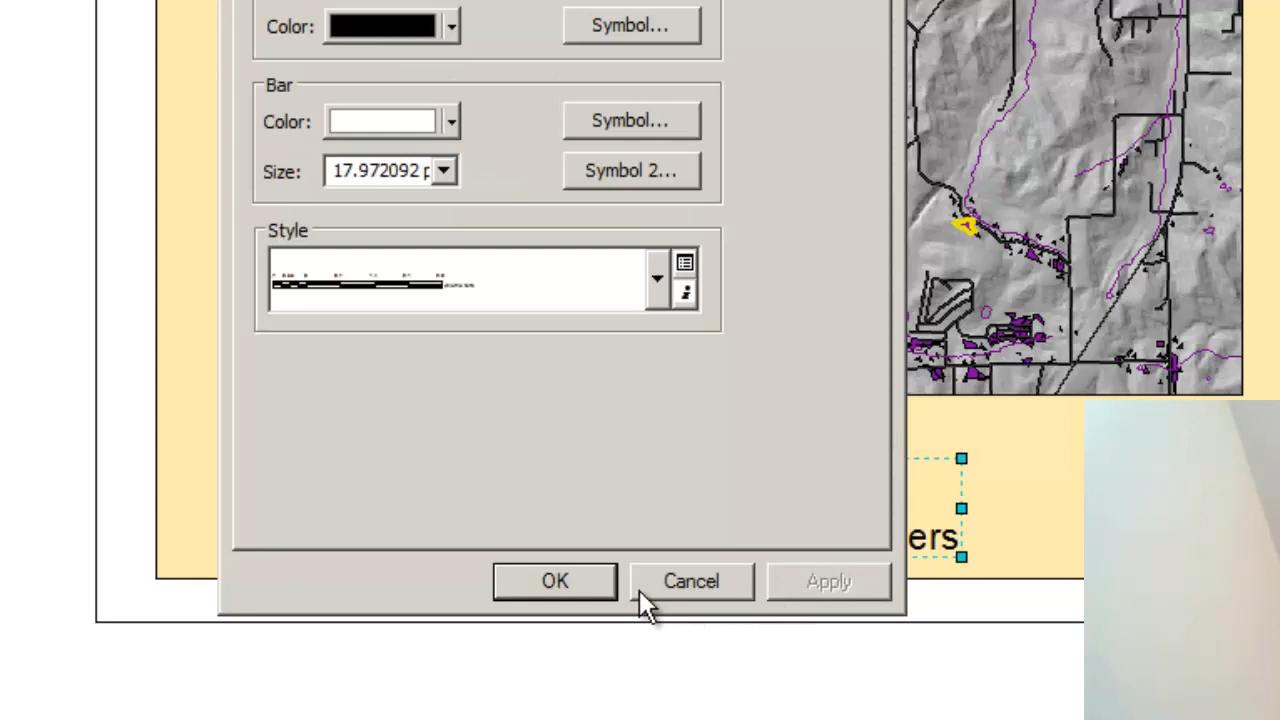 Color:
Symbol...
Bar
Color:
Symbol...
Size:
17.972092 p
Symbol 2...
Style
OK
Cancel
Apply
ers